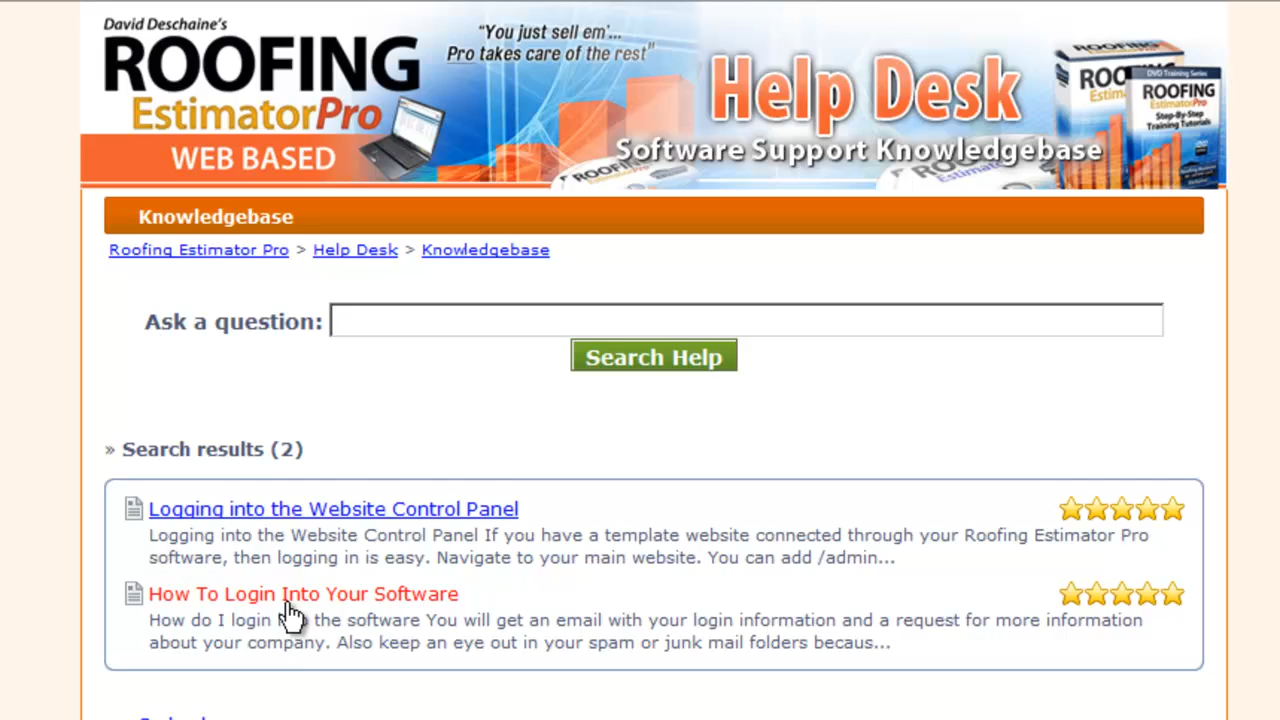 David Deschaine's
ROOFING
EstimatorPro
WEB BASED
“You just sell em'...
Pro takes care of the rest"
Help Desk
Software Support Knowledgebase
ROOFING
DVD Training Series
ROOFING
EstimatorPro
Step-By-Step
Training Tutorials
Knowledgebase
Roofing Estimator Pro > Help Desk > Knowledgebase
Ask a question:
Search Help
» Search results (2)
Logging into the Website Control Panel
Logging into the Website Control Panel If you have a template website connected through your Roofing Estimator Pro
software, then logging in is easy. Navigate to your main website. You can add /admin...
How To Login Into Your Software
How do I login the software You will get an email with your login information and a request for more information
about your company. Also keep an eye out in your spam or junk mail folders becaus...